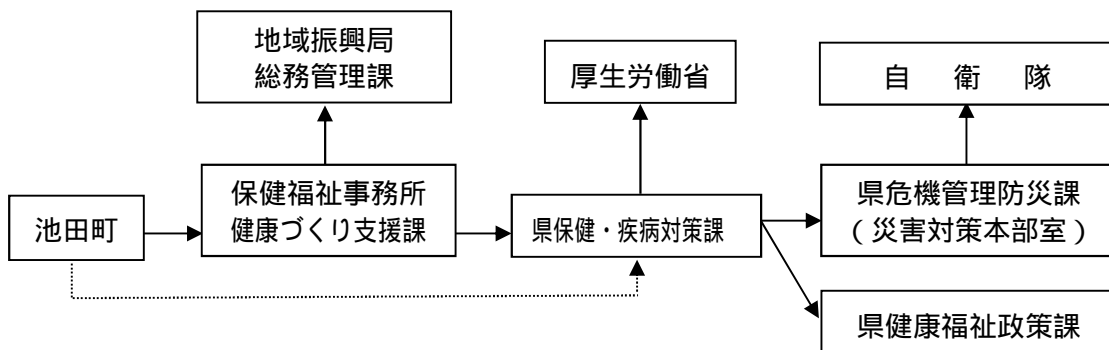 地域振興局
総務管理課
厚生労働省
自 衛 隊
池田町
保健福祉事務所
健康づくり支援課
県保健・疾病対策課
県危機管理防災課
(災害対策本部室)
県健康福祉政策課